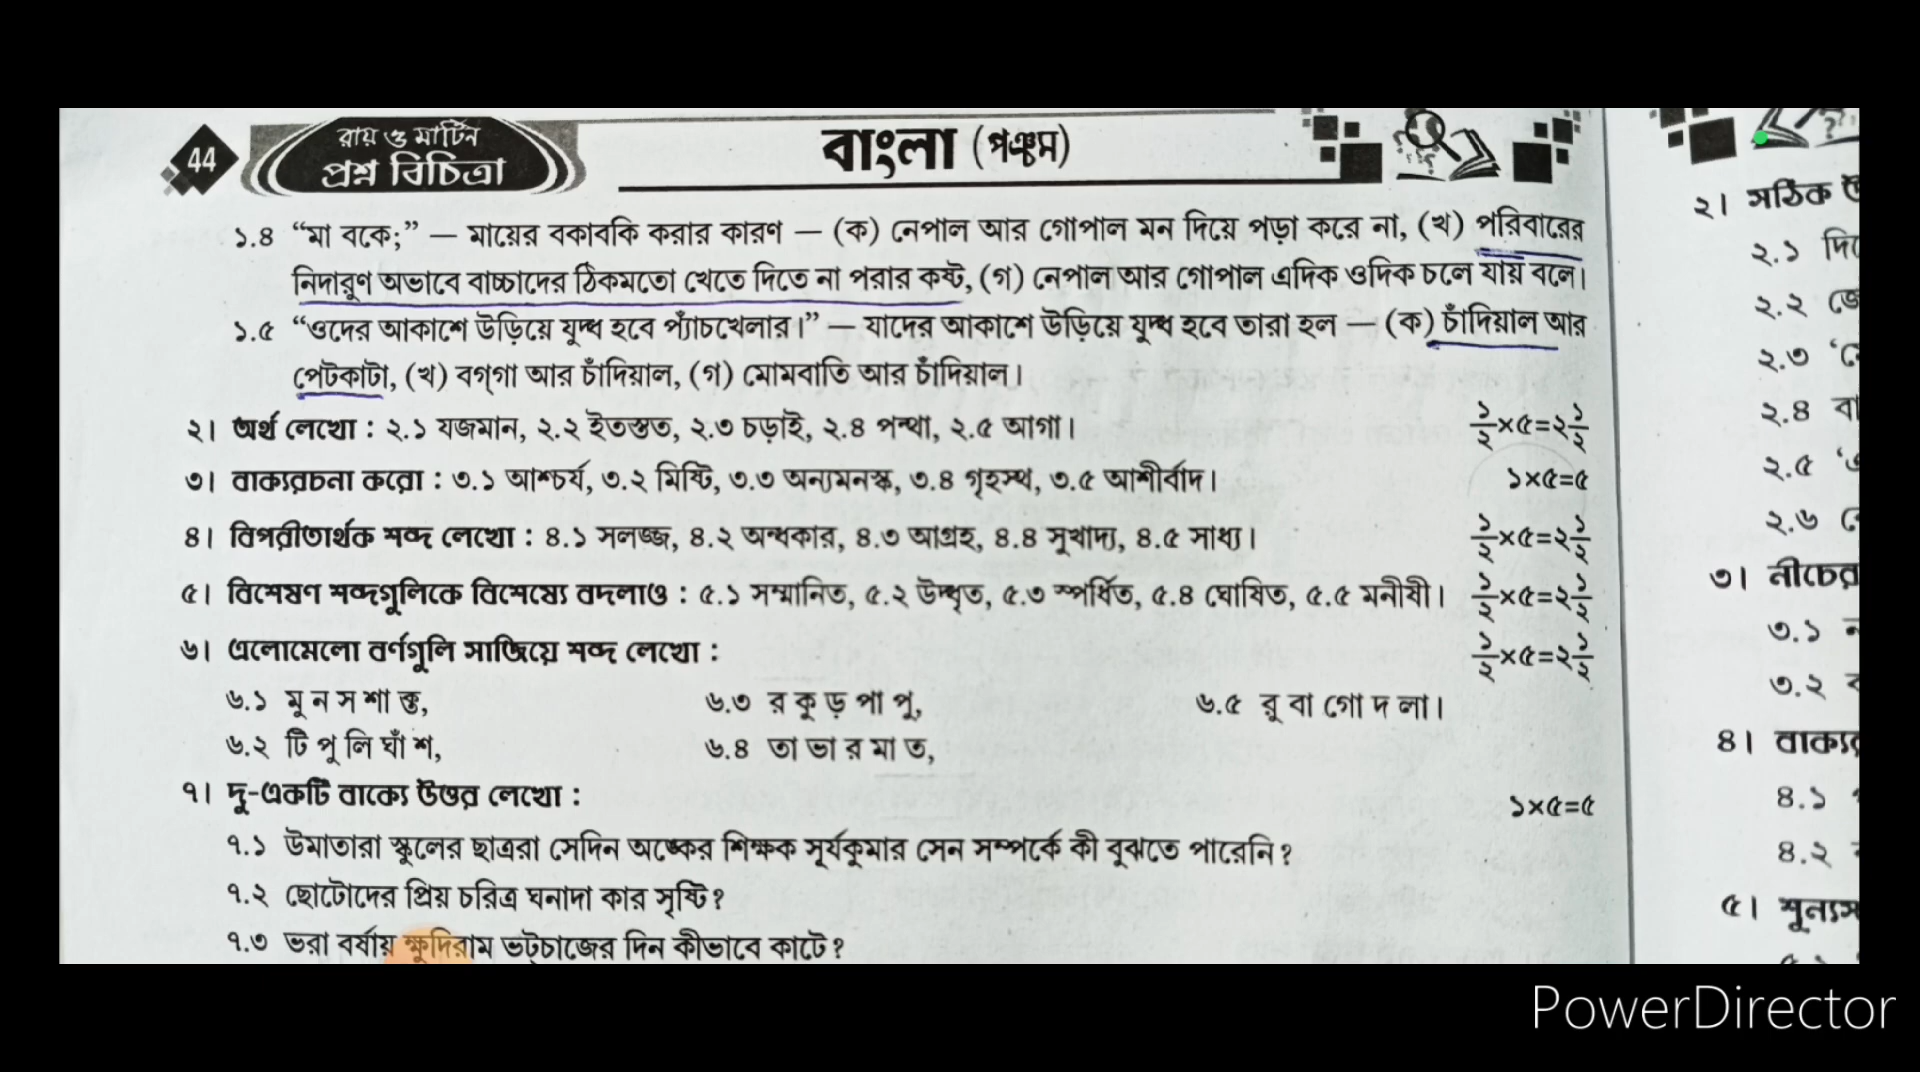 44
রায় ও মার্টিন
প্রশ্ন বিচিত্রা
বাংলা (পঞ্চম)
১.৪ “মা বকে;” — মায়ের বকাবকি করার কারণ — (ক) নেপাল আর গোপাল মন দিয়ে পড়া করে না, (খ) পরিবারের
নিদারুণ অভাবে বাচ্চাদের ঠিকমতো খেতে দিতে না পরার কষ্ট, (গ) নেপাল আর গোপাল এদিক ওদিক চলে যায় বলে।
১.৫ “ওদের আকাশে উড়িয়ে যুদ্ধ হবে প্যাঁচখেলার।” — যাদের আকাশে উড়িয়ে যুদ্ধ হবে তারা হল — (ক) চাঁদিয়াল আর
পেটকাটা, (খ) বগ্‌গা আর চাঁদিয়াল, (গ) মোমবাতি আর চাঁদিয়াল।
২। অর্থ লেখো : ২.১ যজমান, ২.২ ইতস্তত, ২.৩ চড়াই, ২.৪ পন্থা, ২.৫ আগা। ১/২×৫=২ ১/২
৩। বাক্যরচনা করো : ৩.১ আশ্চর্য, ৩.২ মিষ্টি, ৩.৩ অন্যমনস্ক, ৩.৪ গৃহস্থ, ৩.৫ আশীর্বাদ। ১×৫=৫
৪। বিপরীতার্থক শব্দ লেখো : ৪.১ সলজ্জ, ৪.২ অন্ধকার, ৪.৩ আগ্রহ, ৪.৪ সুখাদ্য, ৪.৫ সাধ্য। ১/২×৫=২ ১/২
৫। বিশেষণ শব্দগুলিকে বিশেষ্যে বদলাও : ৫.১ সম্মানিত, ৫.২ উদ্ধৃত, ৫.৩ স্পর্ধিত, ৫.৪ ঘোষিত, ৫.৫ মনীষী। ১/২×৫=২ ১/২
৬। এলোমেলো বর্ণগুলি সাজিয়ে শব্দ লেখো : ১/২×৫=২ ১/২
৬.১ মু ন স শা ক্ত, ৬.৩ র কু ড় পা পু, ৬.৫ রু বা গো দ লা।
৬.২ টি পু লি ঘাঁ শ, ৬.৪ তা ভা র মা ত,
৭। দু-একটি বাক্যে উত্তর লেখো : ১×৫=৫
৭.১ উমাতারা স্কুলের ছাত্ররা সেদিন অঙ্কের শিক্ষক সূর্যকুমার সেন সম্পর্কে কী বুঝতে পারেনি?
৭.২ ছোটোদের প্রিয় চরিত্র ঘনাদা কার সৃষ্টি?
৭.৩ ভরা বর্ষায় ক্ষুদিরাম ভট্‌চাজের দিন কীভাবে কাটে?
২। সঠিক
২.১
২.২
২.৩
২.৪
২.৫
২.৬
৩। নীচের
৩.১
৩.২
৪।
৪.১
৪.২
৫।
PowerDirector